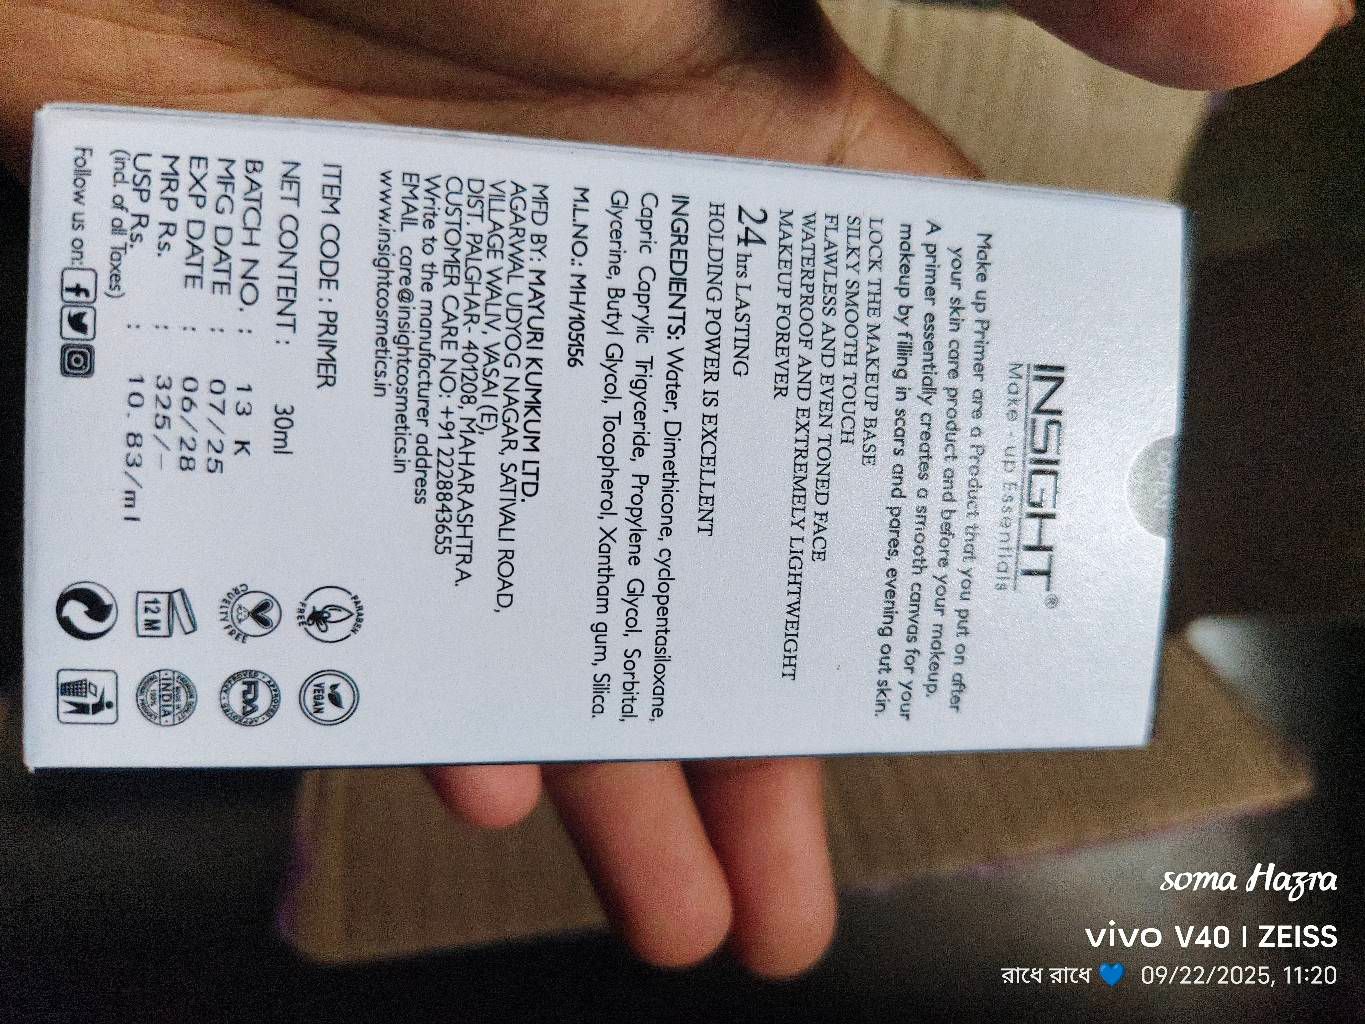 INSIGHT®
Make - up Essentials
Make up Primer are a Product that you put on after
your skin care product and before your makeup.
A primer essentially creates a smooth canvas for your
makeup by filling in scars and pares, evening out skin.
LOCK THE MAKEUP BASE
SILKY SMOOTH TOUCH
FLAWLESS AND EVEN TONED FACE
WATERPROOF AND EXTREMELY LIGHTWEIGHT
MAKEUP FOREVER
24 hrs LASTING
HOLDING POWER IS EXCELLENT
INGREDIENTS: Water, Dimethicone, cyclopentasiloxane,
Capric Caprylic Trigyceride, Propylene Glycol, Sorbital,
Glycerine, Butyl Glycol, Tocopherol, Xantham gum, Silica.
M.L.NO.: MH/105156
MFD BY: MAYURI KUMKUM LTD.
AGARWAL UDYOG NAGAR, SATIVALI ROAD,
VILLAGE WALIV, VASAI (E),
DIST. PALGHAR- 401208, MAHARASHTRA.
CUSTOMER CARE NO: +91 2228843655
Write to the manufacturer address
EMAIL care@insightcosmetics.in
www.insightcosmetics.in
ITEM CODE : PRIMER
NET CONTENT : 30ml
BATCH NO. : 13 K
MFG DATE : 07/25
EXP DATE : 06/28
MRP Rs. : 325/-
USP Rs. : 10.83/ml
(incl. of all Taxes)
Follow us on:
PARABEN FREE
VEGAN
CRUELTY FREE
APPROVED FDA APPROVED
12 M
MADE IN INDIA
soma Hazra
vivo V40 | ZEISS
রাধে রাধে 💙 09/22/2025, 11:20